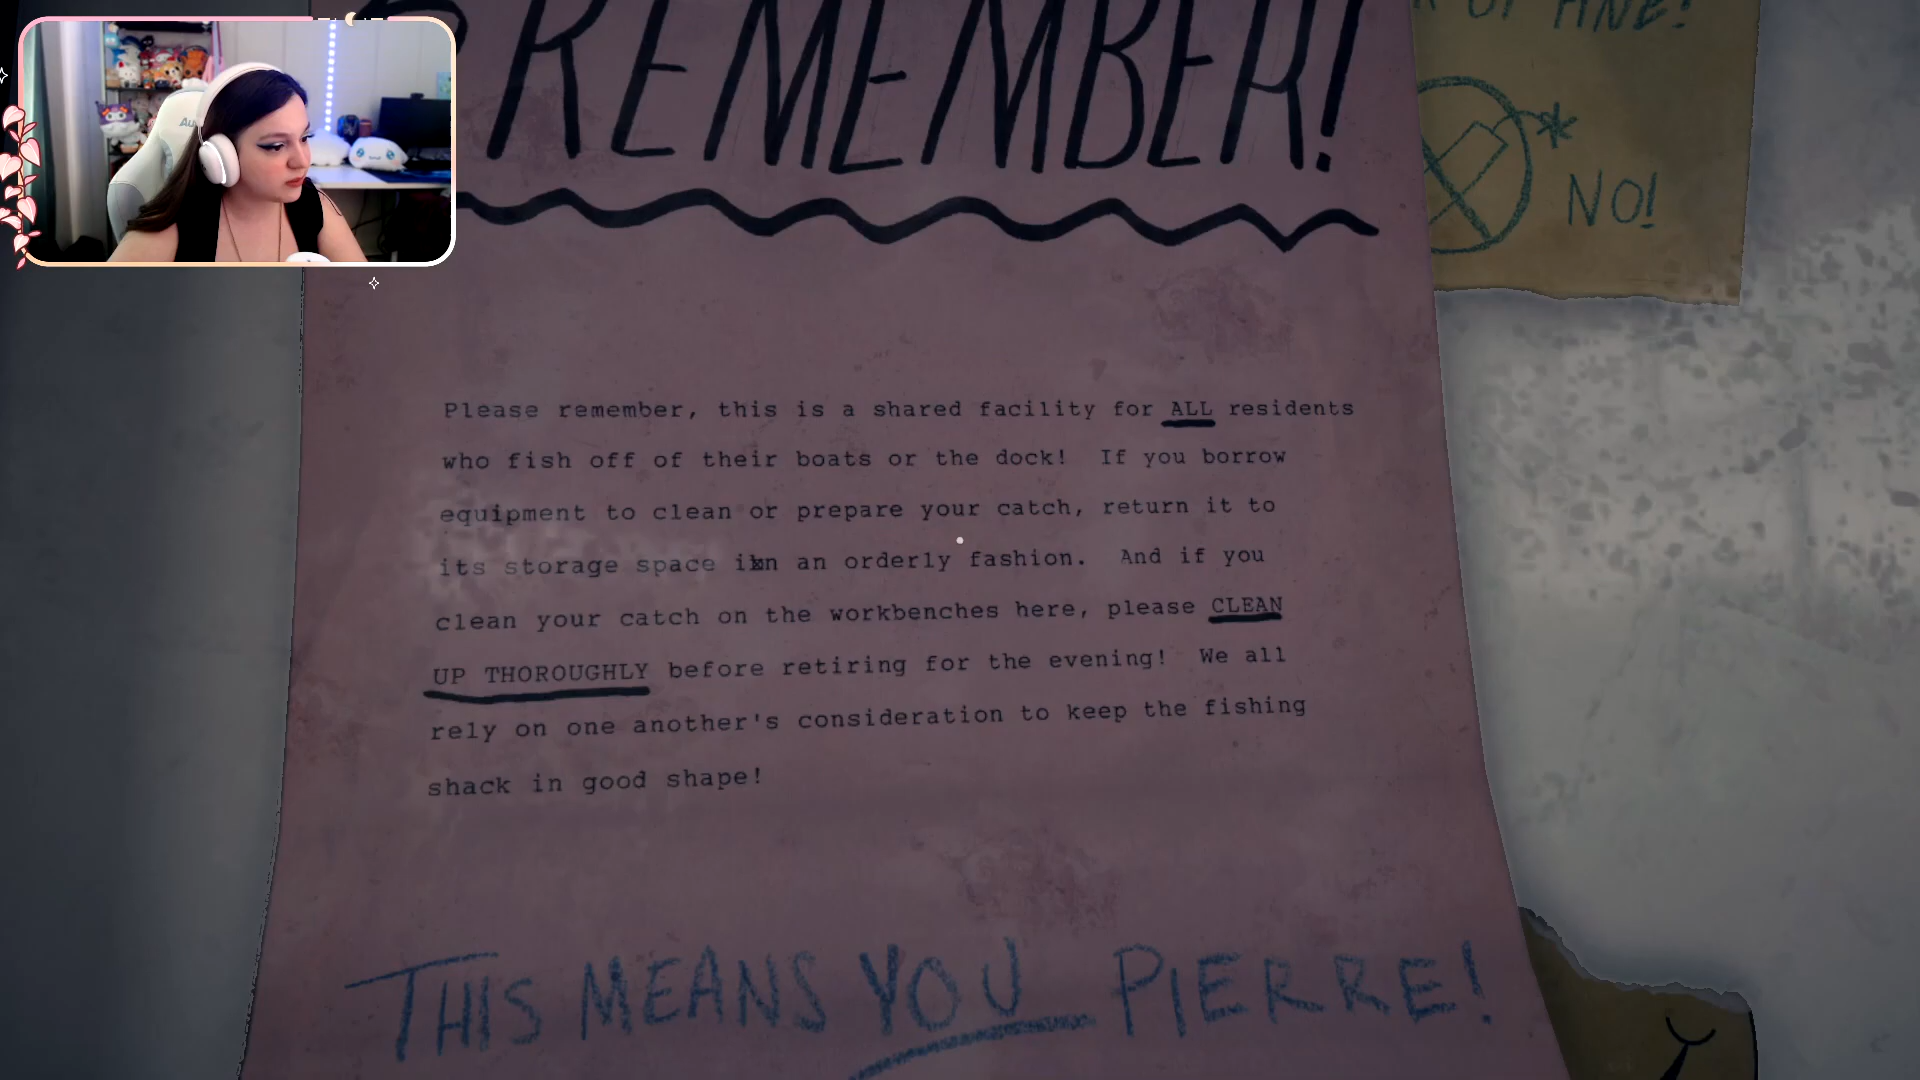 REMEMBER!
NO!
Please remember, this is a shared facility for ALL residents
who fish off of their boats or the dock! If you borrow
equipment to clean or prepare your catch, return it to
its storage space in an orderly fashion. And if you
clean your catch on the workbenches here, please CLEAN
UP THOROUGHLY before retiring for the evening! We all
rely on one another's consideration to keep the fishing
shack in good shape!
THIS MEANS YOU PIERRE!